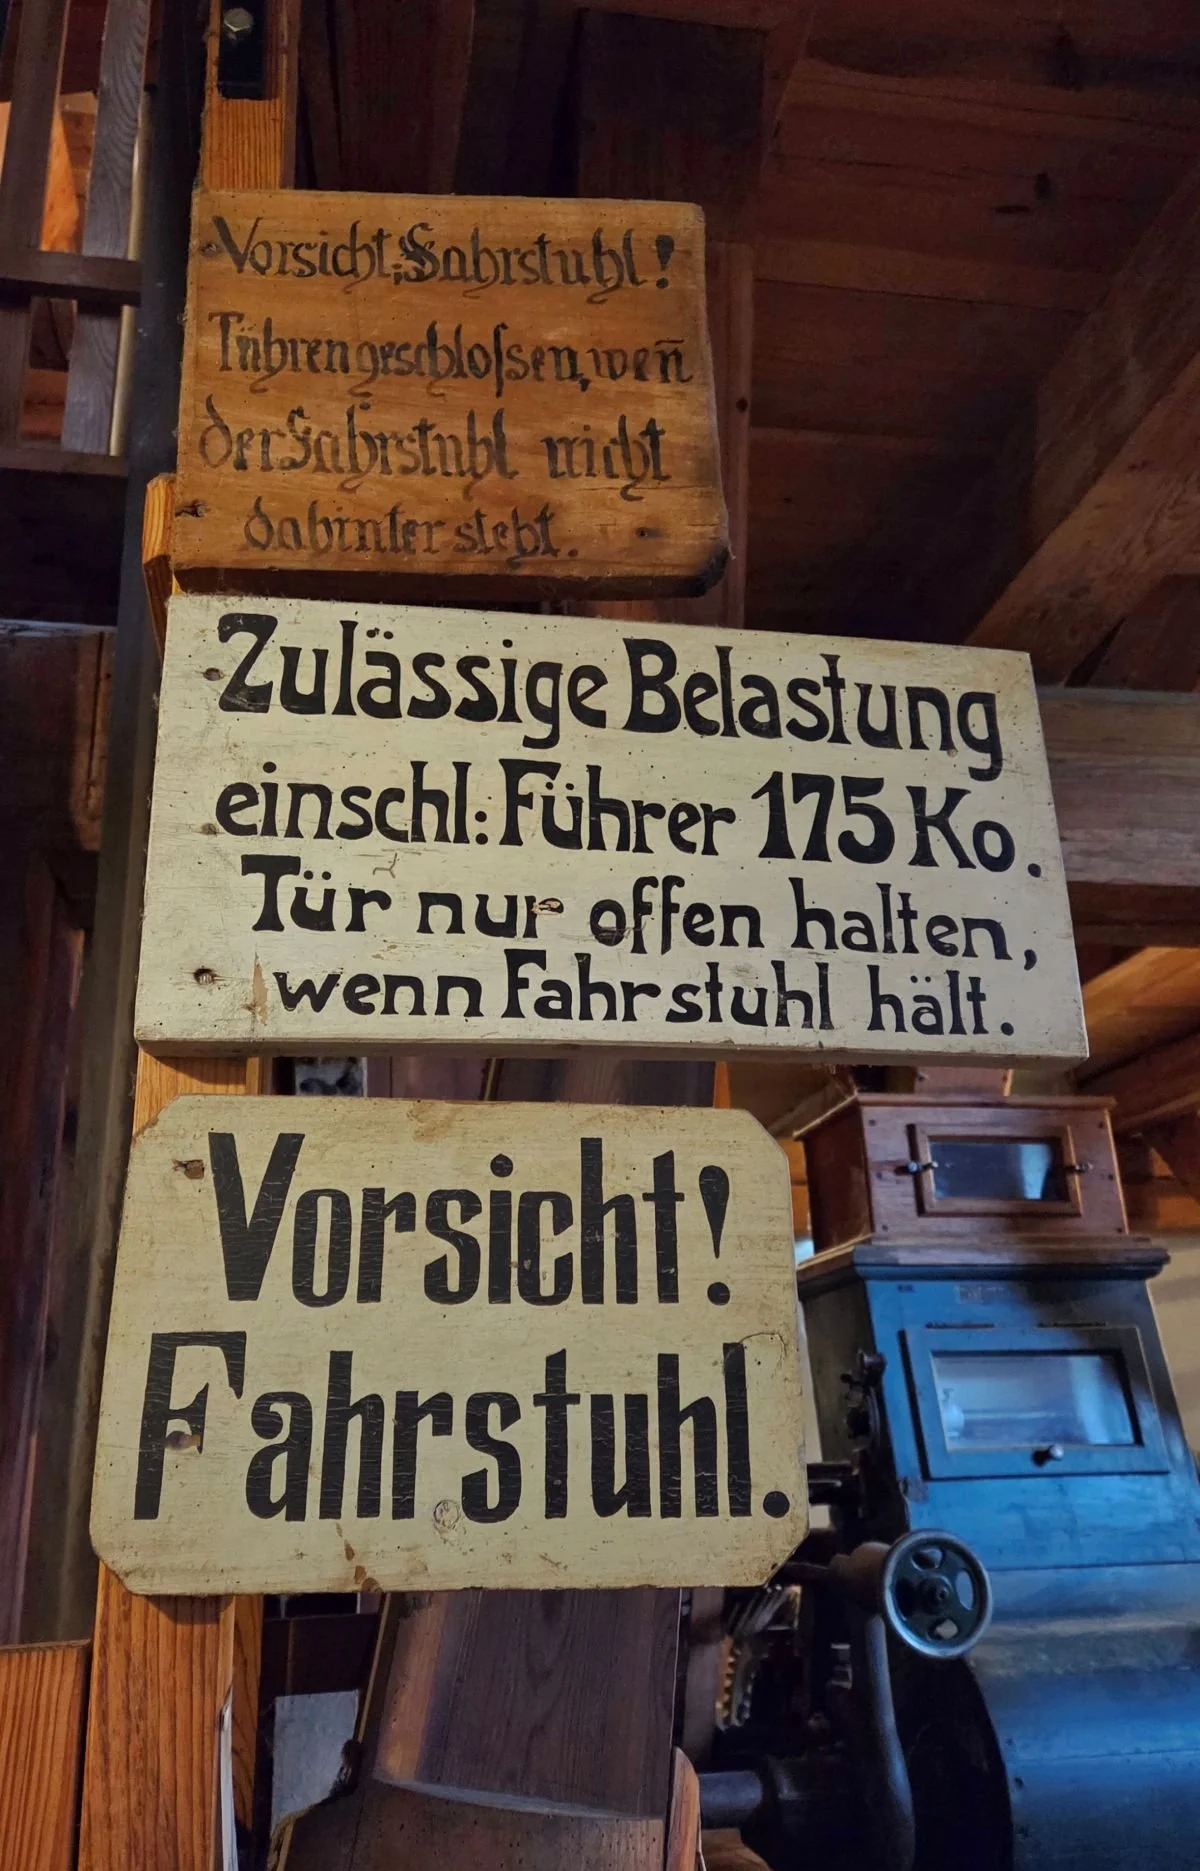 Vorsicht, Fahrstuhl!
Tühren geschloſsen, weñ
der Fahrstuhl nicht
dahinter steht.
Zulässige Belastung
einschl: Führer 175 Ko.
Tür nur offen halten,
wenn Fahrstuhl hält.
Vorsicht!
Fahrstuhl.